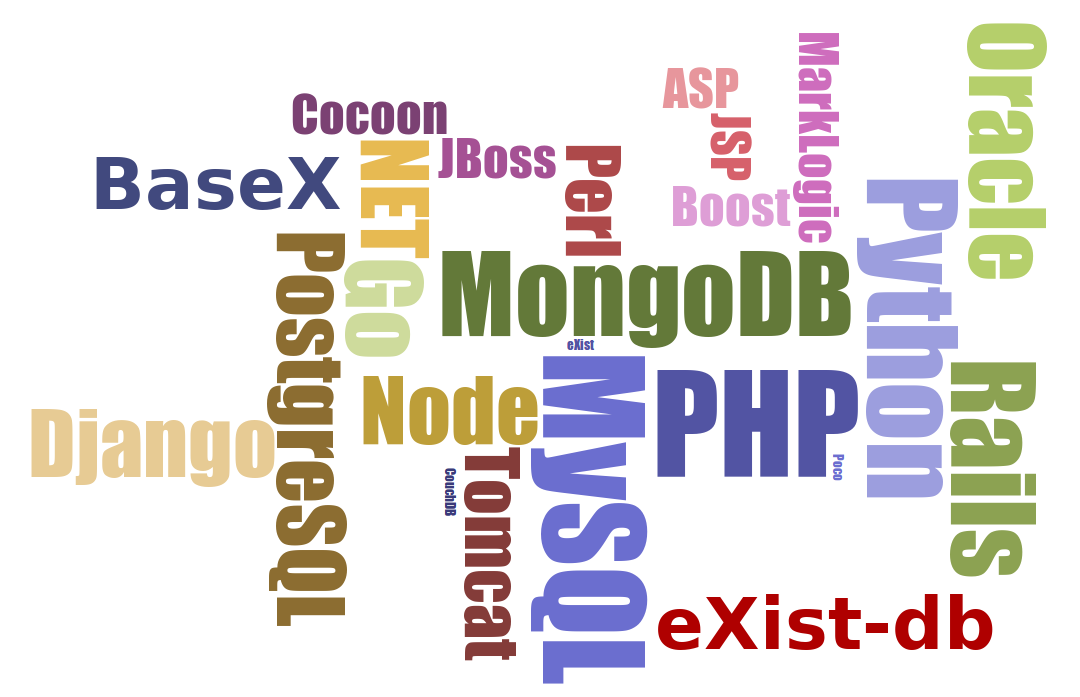 Oracle
MarkLogic
ASP
Cocoon
JSP
JBoss
NET
Perl
BaseX
Boost
Python
PostgreSQL
MongoDB
Go
eXist
MySQL
Rails
PHP
Node
Django
Tomcat
Poco
CouchDB
eXist-db